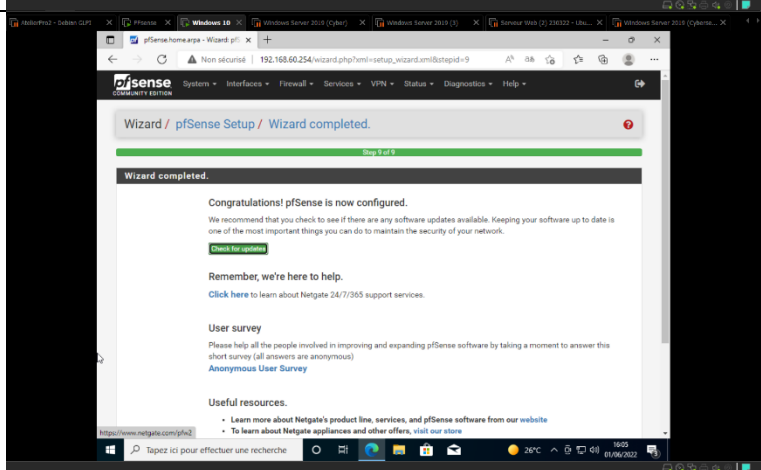 AtelierPro2 - Debian GLPI
PFsense
Windows 10
Windows Server 2019 (Cyber)
Windows Server 2019 (3)
Serveur Web (2) 230322 - Ubu...
Windows Server 2019 (Cyberse...
pfSense.home.arpa - Wizard: pfS
Non sécurisé | 192.168.60.254/wizard.php?xml=setup_wizard.xml&stepid=9
pfsense
COMMUNITY EDITION
System Interfaces Firewall Services VPN Status Diagnostics Help
Wizard / pfSense Setup / Wizard completed.
Step 9 of 9
Wizard completed.
Congratulations! pfSense is now configured.
We recommend that you check to see if there are any software updates available. Keeping your software up to date is
one of the most important things you can do to maintain the security of your network.
Check for updates
Remember, we're here to help.
Click here to learn about Netgate 24/7/365 support services.
User survey
Please help all the people involved in improving and expanding pfSense software by taking a moment to answer this
short survey (all answers are anonymous)
Anonymous User Survey
Useful resources.
• Learn more about Netgate's product line, services, and pfSense software from our website
• To learn about Netgate appliances and other offers, visit our store
https://www.netgate.com/pfw2
Tapez ici pour effectuer une recherche
26°C
16:05
01/06/2022